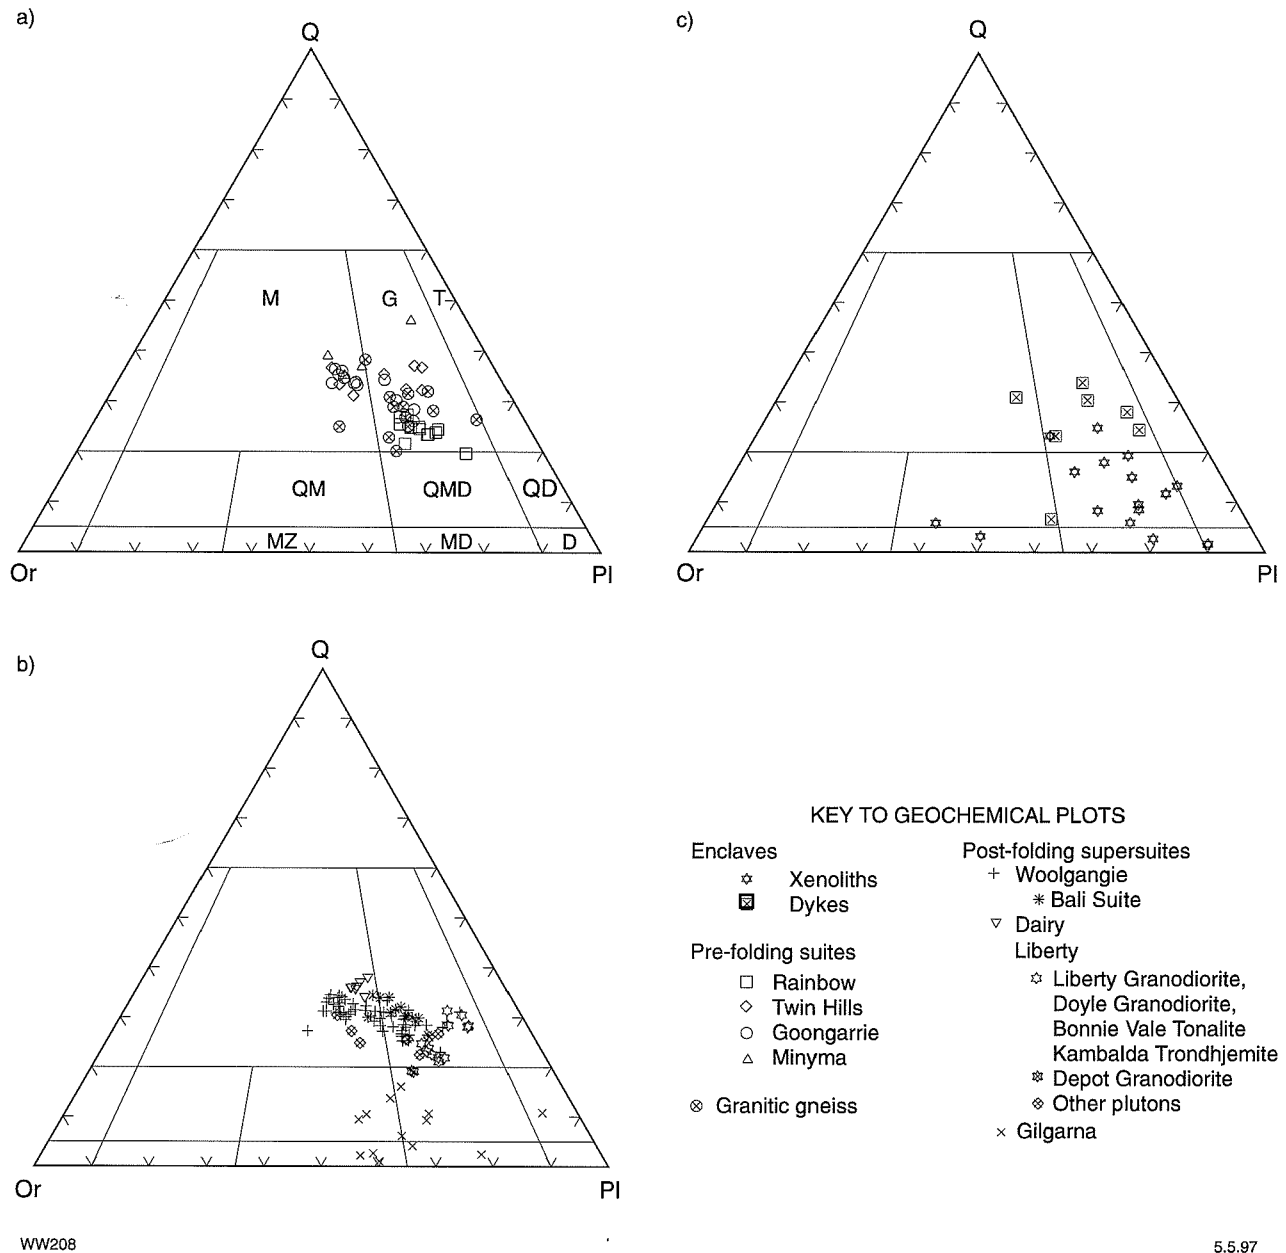 a)
Q
M
G
T
QM
QMD
QD
MZ
MD
D
Or
Pl
c)
Q
Or
Pl
b)
Q
Or
Pl
KEY TO GEOCHEMICAL PLOTS
Enclaves
Xenoliths
Dykes
Pre-folding suites
Rainbow
Twin Hills
Goongarrie
Minyma
Granitic gneiss
Post-folding supersuites
Woolgangie
Bali Suite
Dairy
Liberty
Liberty Granodiorite,
Doyle Granodiorite,
Bonnie Vale Tonalite
Kambalda Trondhjemite
Depot Granodiorite
Other plutons
Gilgarna
WW208
5.5.97